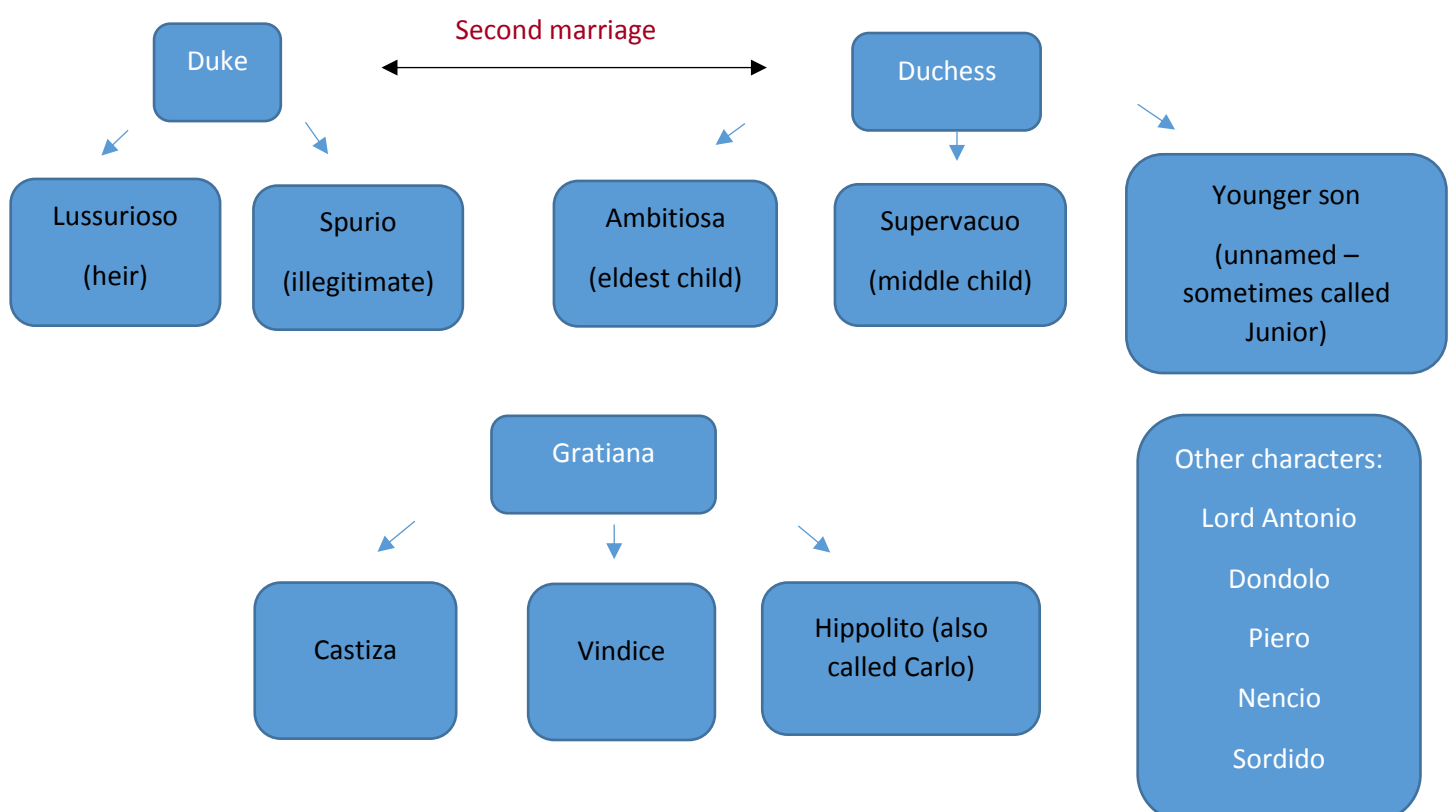 Second marriage
Duke
Duchess
Lussurioso
(heir)
Spurio
(illegitimate)
Ambitiosa
(eldest child)
Supervacuo
(middle child)
Younger son
(unnamed –
sometimes called
Junior)
Gratiana
Castiza
Vindice
Hippolito (also
called Carlo)
Other characters:
Lord Antonio
Dondolo
Piero
Nencio
Sordido